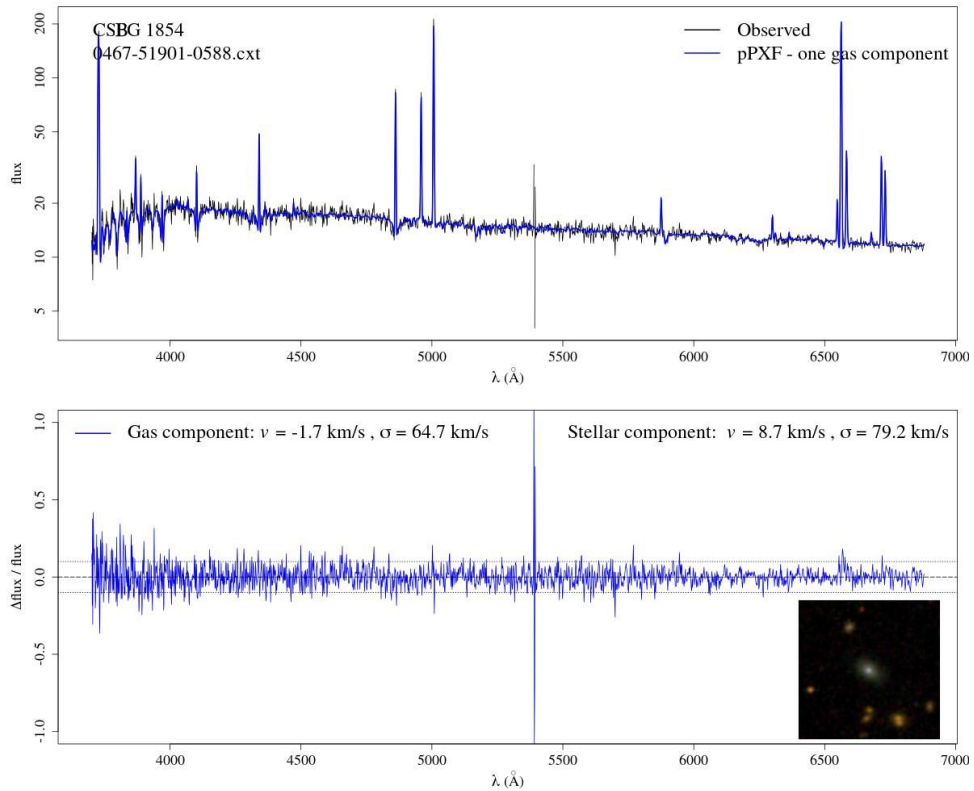 CSBG 1854
0467-51901-0588.cxt
Observed
pPXF - one gas component
200
100
50
20
10
5
flux
4000 4500 5000 5500 6000 6500 7000
λ (Å)
Gas component: v = -1.7 km/s , σ = 64.7 km/s
Stellar component: v = 8.7 km/s , σ = 79.2 km/s
1.0
0.5
0.0
-0.5
-1.0
Δflux / flux
4000 4500 5000 5500 6000 6500 7000
λ (Å)